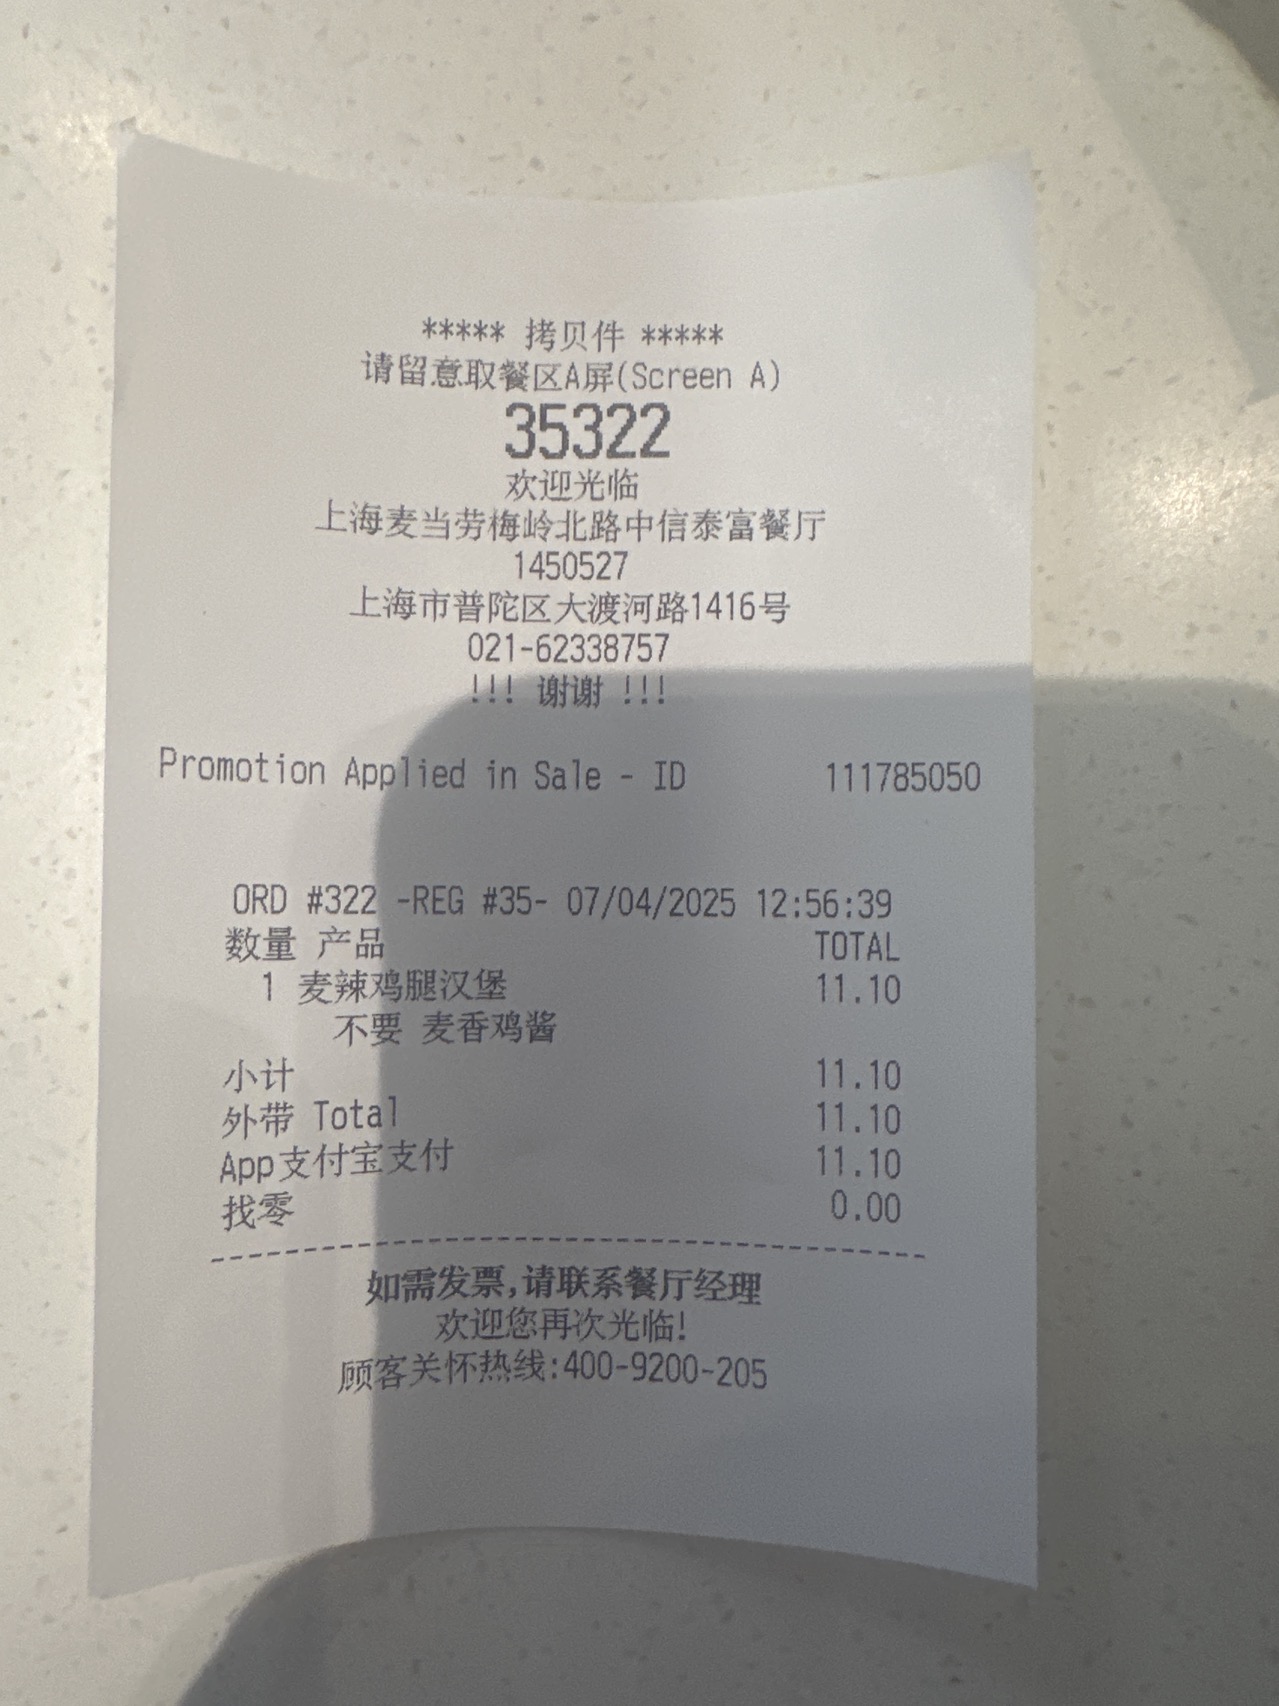 ***** 拷贝件 *****
请留意取餐区A屏(Screen A)
35322
欢迎光临
上海麦当劳梅岭北路中信泰富餐厅
1450527
上海市普陀区大渡河路1416号
021-62338757
!!! 谢谢 !!!
Promotion Applied in Sale - ID 111785050
ORD #322 -REG #35- 07/04/2025 12:56:39
数量 产品 TOTAL
1 麦辣鸡腿汉堡 11.10
不要 麦香鸡酱
小计 11.10
外带 Total 11.10
App支付宝支付 11.10
找零 0.00
如需发票,请联系餐厅经理
欢迎您再次光临!
顾客关怀热线:400-9200-205